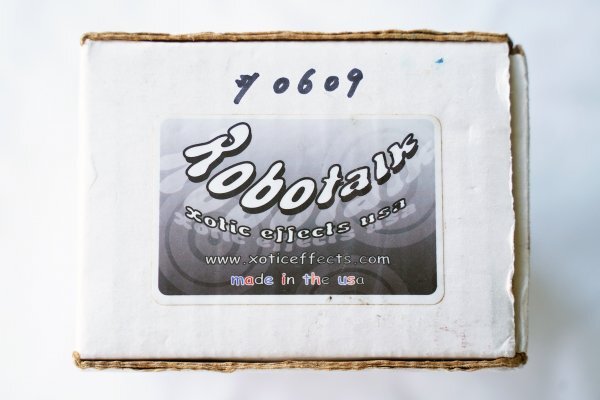 # 0609
Robotalk
xotic effects usa
www.xoticeffects.com
made in the usa